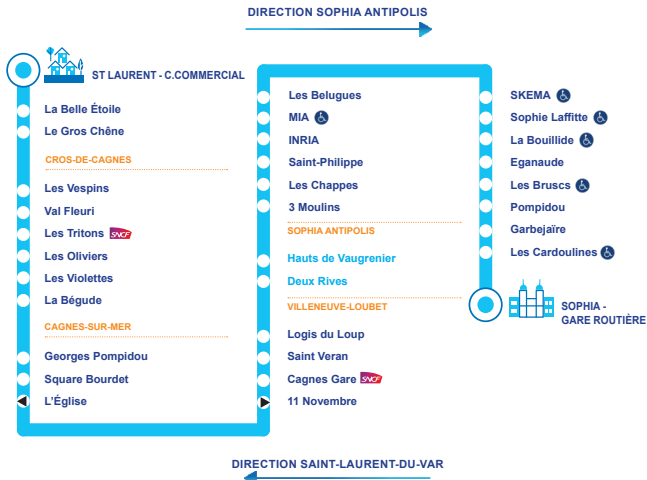 DIRECTION SOPHIA ANTIPOLIS
ST LAURENT - C.COMMERCIAL
La Belle Étoile
Le Gros Chêne
CROS-DE-CAGNES
Les Vespins
Val Fleuri
Les Tritons SNCF
Les Oliviers
Les Violettes
La Bégude
CAGNES-SUR-MER
Georges Pompidou
Square Bourdet
L'Église
Les Belugues
MIA
INRIA
Saint-Philippe
Les Chappes
3 Moulins
SOPHIA ANTIPOLIS
Hauts de Vaugrenier
Deux Rives
VILLENEUVE-LOUBET
Logis du Loup
Saint Veran
Cagnes Gare SNCF
11 Novembre
SKEMA
Sophie Laffitte
La Bouillide
Eganaude
Les Bruscs
Pompidou
Garbejaïre
Les Cardoulines
SOPHIA -
GARE ROUTIÈRE
DIRECTION SAINT-LAURENT-DU-VAR